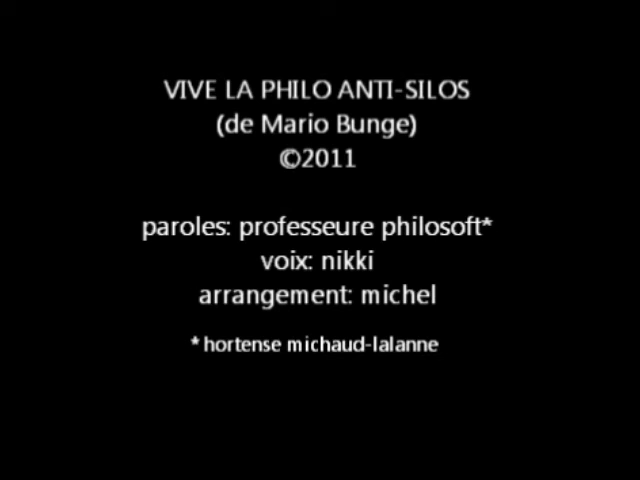 VIVE LA PHILO ANTI-SILOS
(de Mario Bunge)
©2011
paroles: professeure philosoft*
voix: nikki
arrangement: michel
*hortense michaud-lalanne